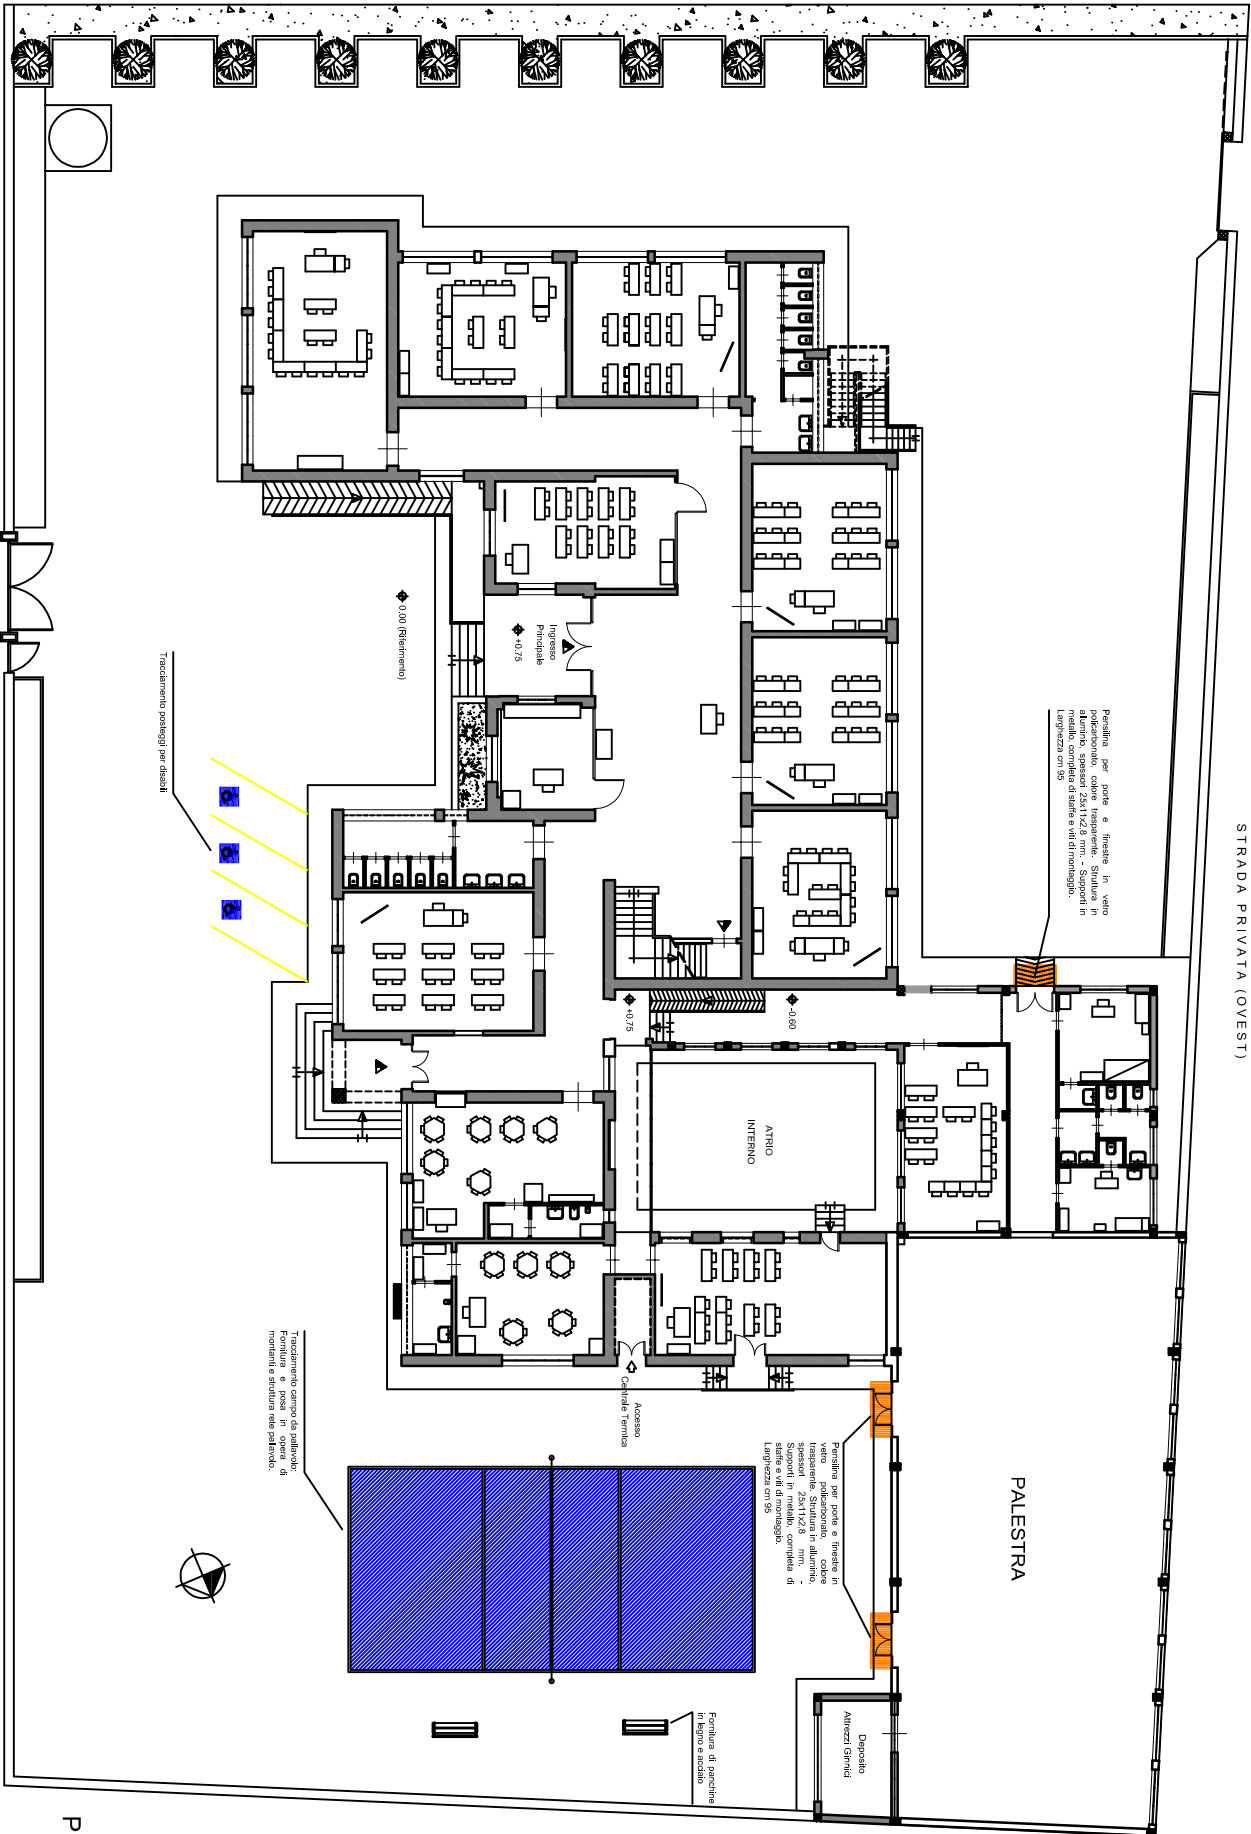 STRADA PRIVATA (OVEST)
Pensilina per porte e finestre in vetro
policarbonato, colore trasparente. Struttura in
alluminio, spessori 25x11x2,8 mm. - Supporti in
metallo, completa di staffe e viti di montaggio.
Larghezza cm 95
Ingresso
Principale
+0.75
0.00 (Riferimento)
Tracciamento posteggi per disabili
+0.75
-0.60
ATRIO
INTERNO
PALESTRA
Accesso
Centrale Termica
Pensilina per porte e finestre in
vetro policarbonato, colore
trasparente. Struttura in alluminio,
spessori 25x11x2,8 mm. -
Supporti in metallo, completa di
staffe e viti di montaggio.
Larghezza cm 95
Tracciamento campo da pallavolo;
Fornitura e posa in opera di
montanti e struttura rete pallavolo.
Fornitura di panchine
in legno e acciaio
Deposito
Attrezzi Ginnici
P